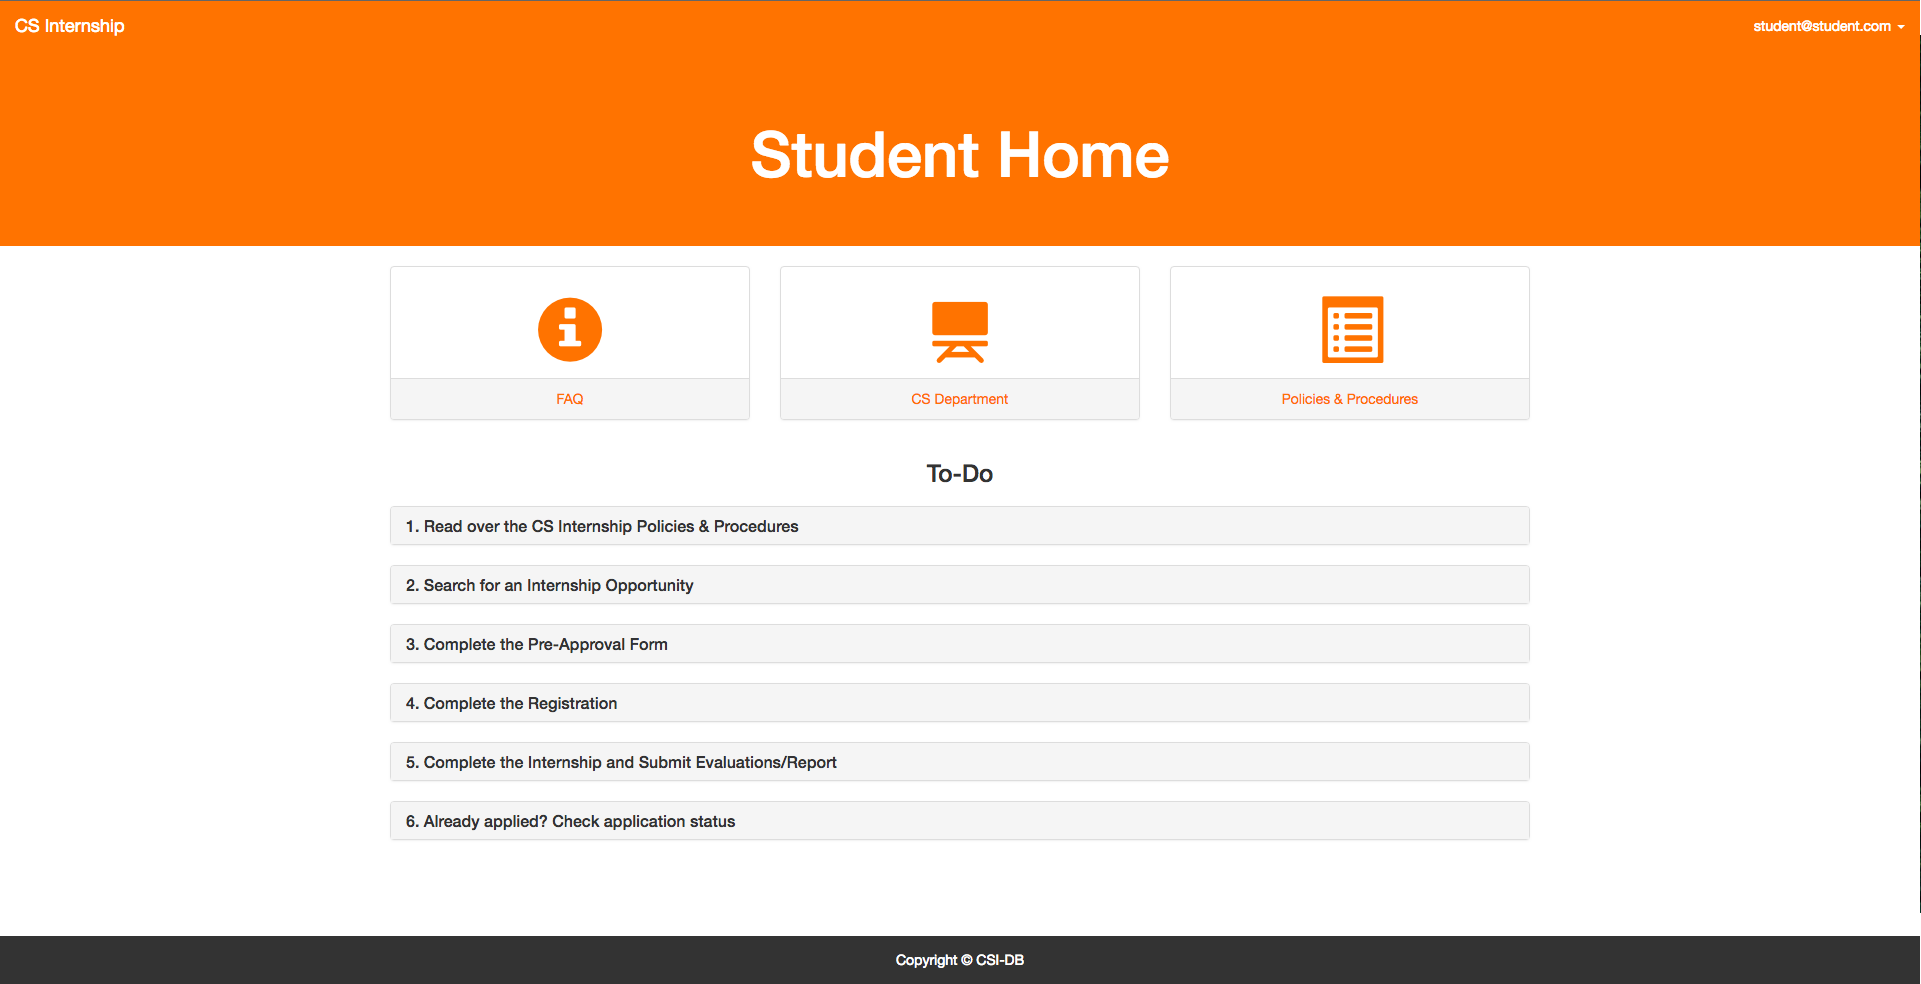 CS Internship
student@student.com
Student Home
FAQ
CS Department
Policies & Procedures
To-Do
1. Read over the CS Internship Policies & Procedures
2. Search for an Internship Opportunity
3. Complete the Pre-Approval Form
4. Complete the Registration
5. Complete the Internship and Submit Evaluations/Report
6. Already applied? Check application status
Copyright © CSI-DB